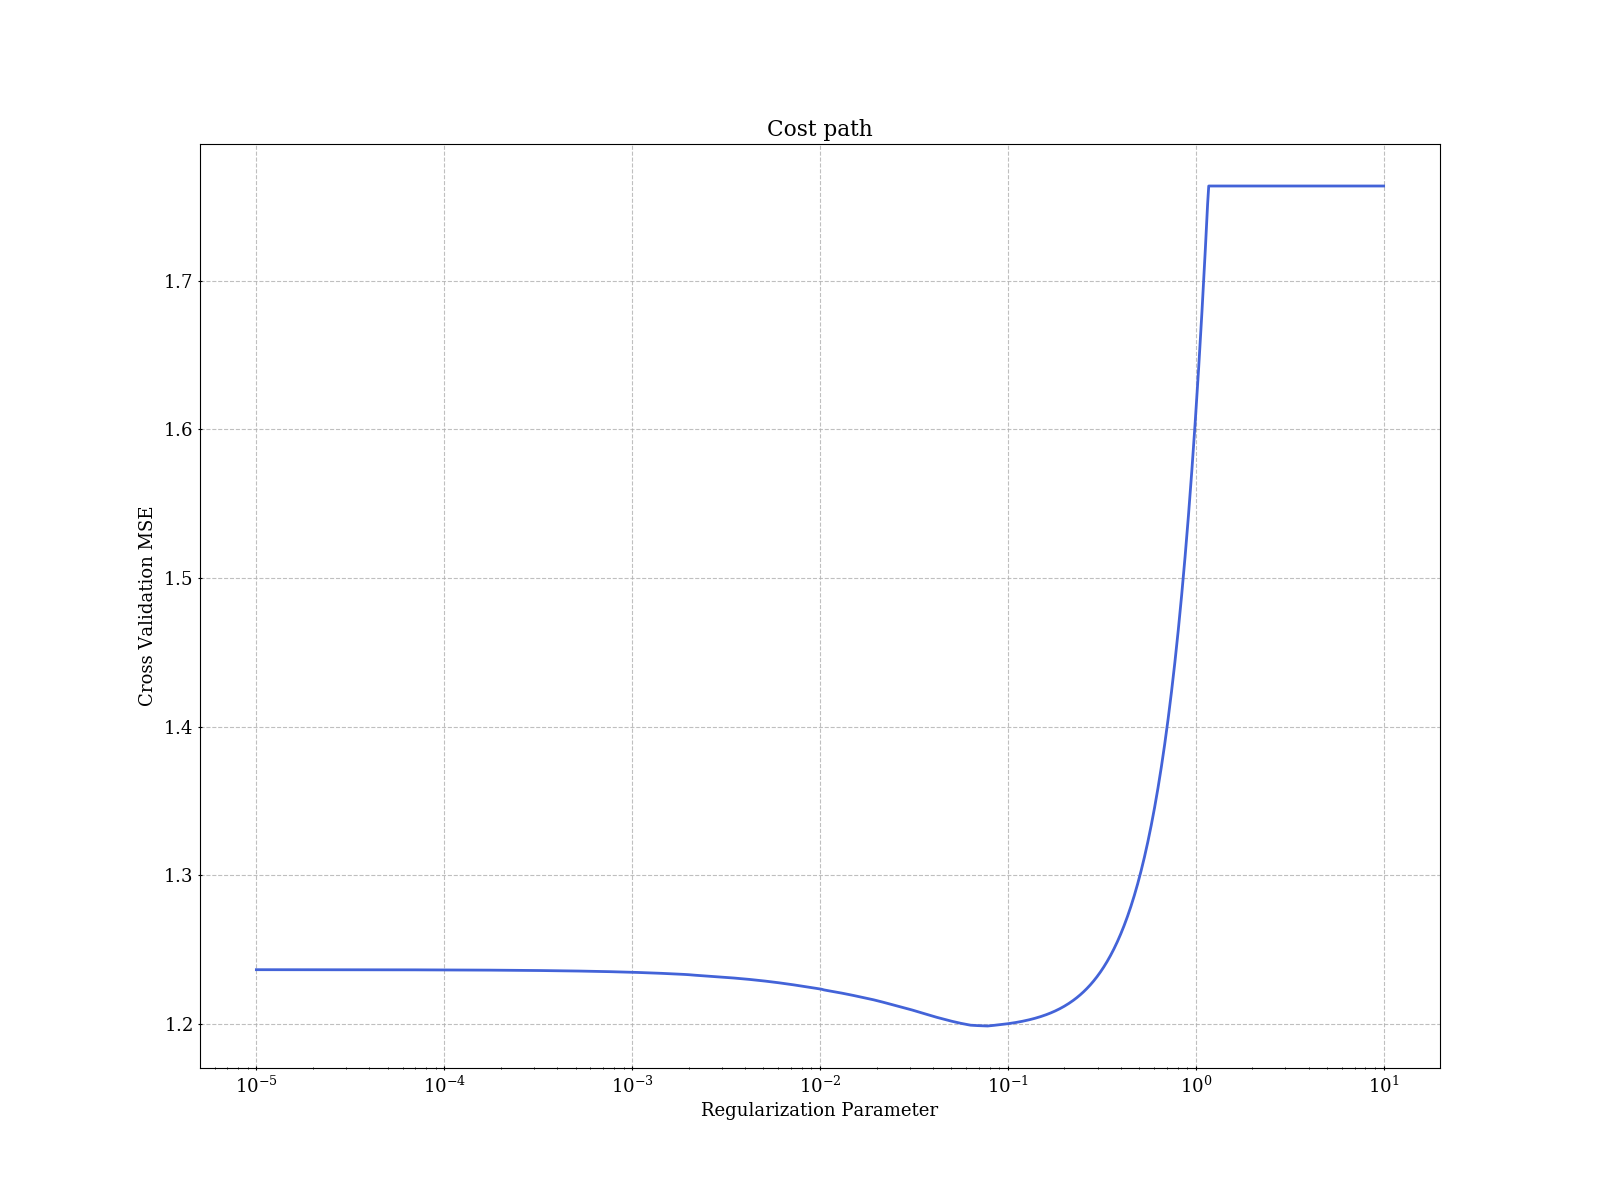 Cost path
1.7
1.6
1.5
1.4
1.3
1.2
Cross Validation MSE
10⁻⁵ 10⁻⁴ 10⁻³ 10⁻² 10⁻¹ 10⁰ 10¹
Regularization Parameter